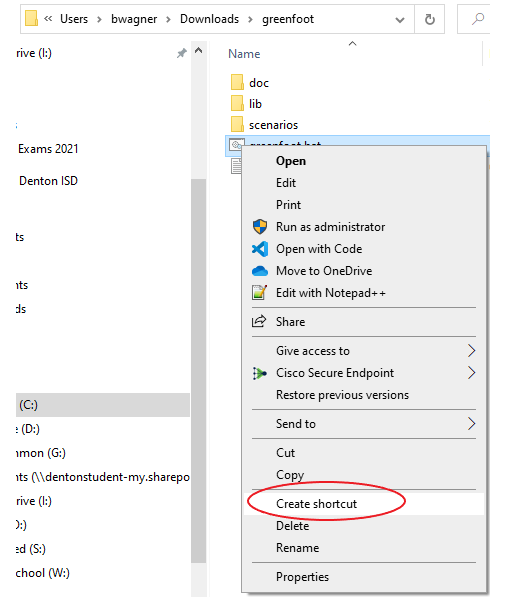 Users > bwagner > Downloads > greenfoot
rive (I:)
Exams 2021
Denton ISD
ts
nts
ds
(C:)
e (D:)
mmon (G:)
nts (\\dentonstudent-my.sharepo
rive (I:)
O:)
ed (S:)
chool (W:)
Name
doc
lib
scenarios
greenfoot.bat
Open
Edit
Print
Run as administrator
Open with Code
Move to OneDrive
Edit with Notepad++
Share
Give access to
Cisco Secure Endpoint
Restore previous versions
Send to
Cut
Copy
Create shortcut
Delete
Rename
Properties